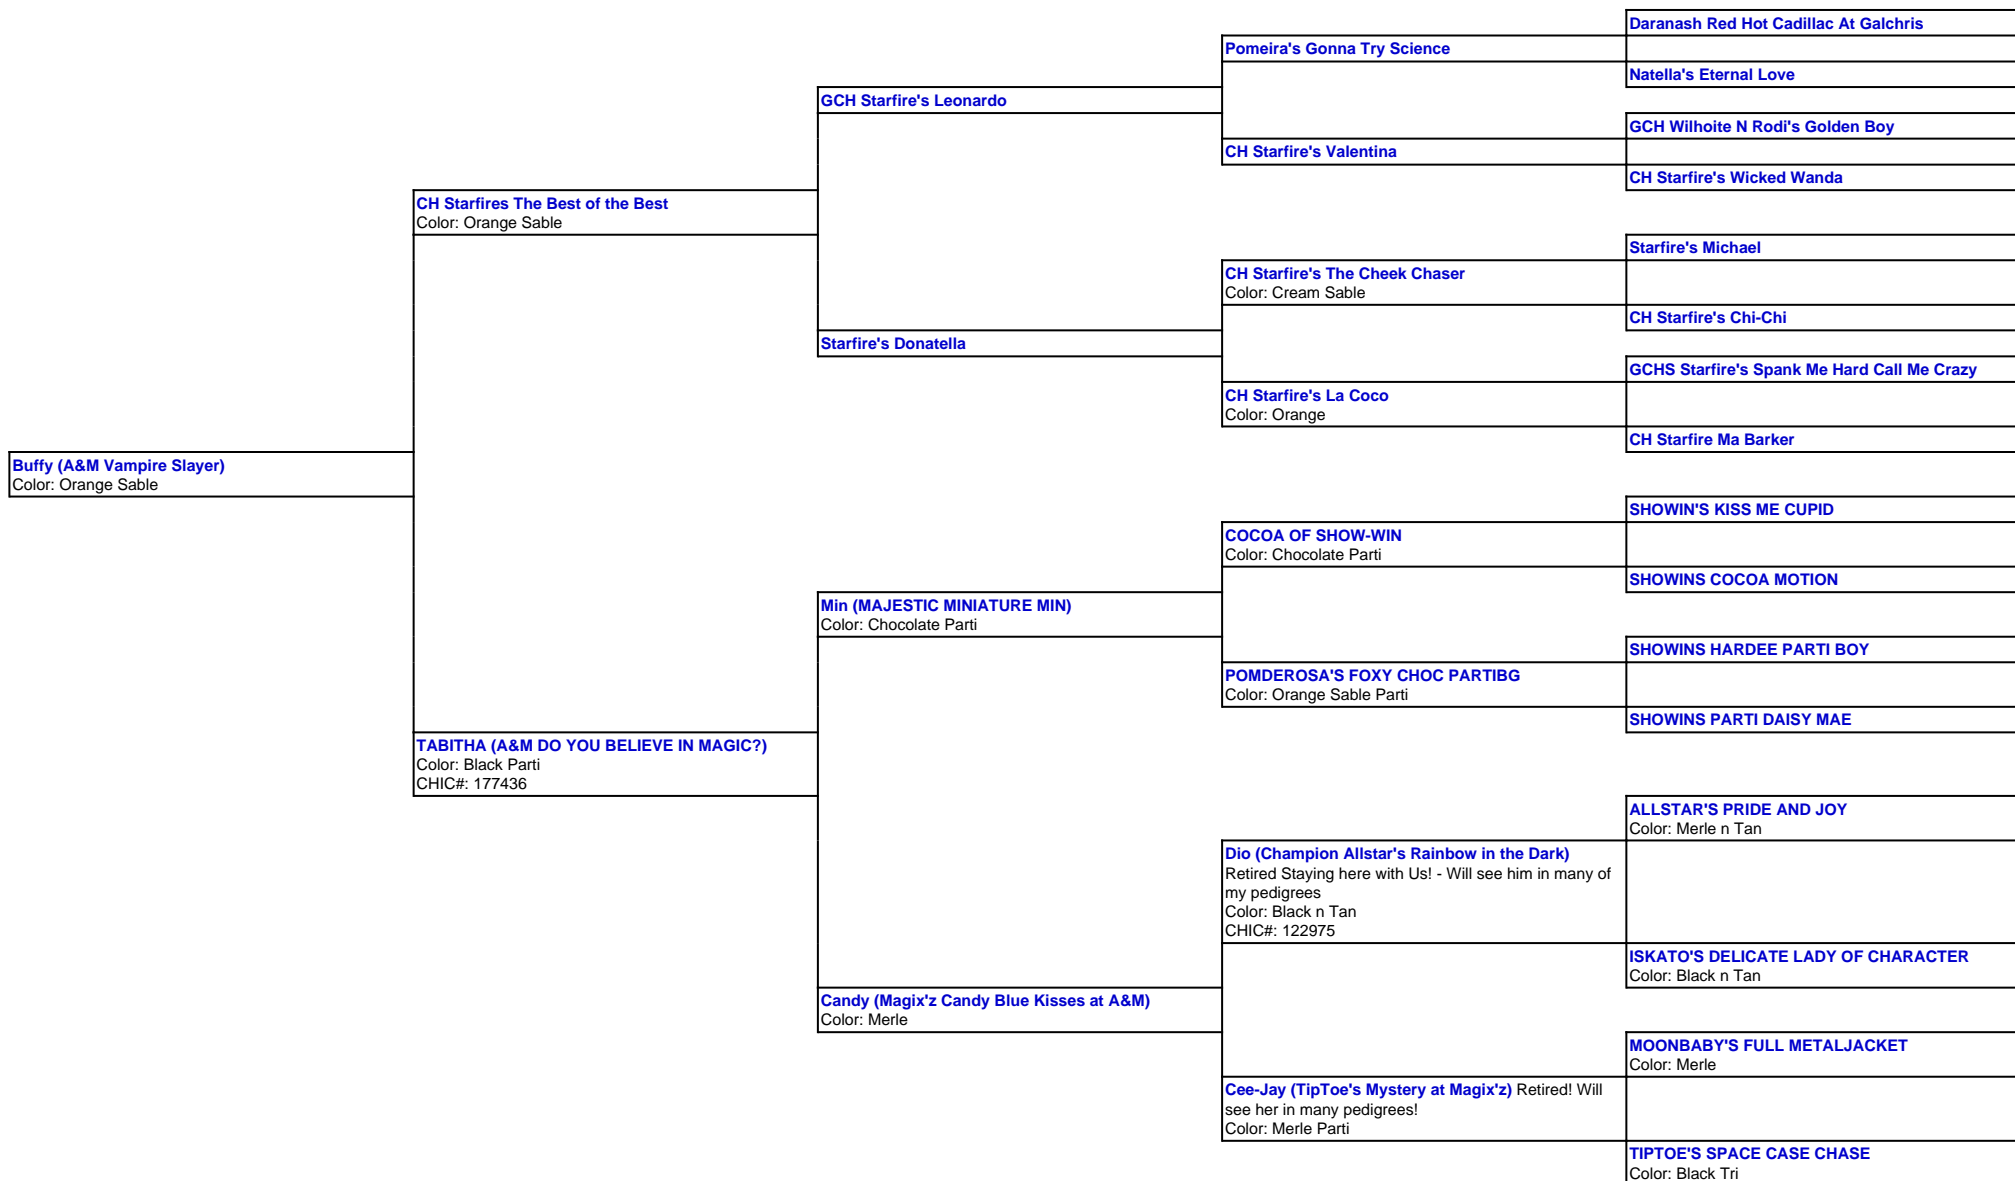 Daranash Red Hot Cadillac At Galchris
Pomeira's Gonna Try Science
Natella's Eternal Love
GCH Starfire's Leonardo
GCH Wilhoite N Rodi's Golden Boy
CH Starfire's Valentina
CH Starfire's Wicked Wanda
CH Starfires The Best of the Best
Color: Orange Sable
Starfire's Michael
CH Starfire's The Cheek Chaser
Color: Cream Sable
CH Starfire's Chi-Chi
Starfire's Donatella
GCHS Starfire's Spank Me Hard Call Me Crazy
CH Starfire's La Coco
Color: Orange
CH Starfire Ma Barker
Buffy (A&M Vampire Slayer)
Color: Orange Sable
SHOWIN'S KISS ME CUPID
COCOA OF SHOW-WIN
Color: Chocolate Parti
SHOWINS COCOA MOTION
Min (MAJESTIC MINIATURE MIN)
Color: Chocolate Parti
SHOWINS HARDEE PARTI BOY
POMDEROSA'S FOXY CHOC PARTIBG
Color: Orange Sable Parti
SHOWINS PARTI DAISY MAE
TABITHA (A&M DO YOU BELIEVE IN MAGIC?)
Color: Black Parti
CHIC#: 177436
ALLSTAR'S PRIDE AND JOY
Color: Merle n Tan
Dio (Champion Allstar's Rainbow in the Dark)
Retired Staying here with Us! - Will see him in many of
my pedigrees
Color: Black n Tan
CHIC#: 122975
ISKATO'S DELICATE LADY OF CHARACTER
Color: Black n Tan
Candy (Magix'z Candy Blue Kisses at A&M)
Color: Merle
MOONBABY'S FULL METALJACKET
Color: Merle
Cee-Jay (TipToe's Mystery at Magix'z) Retired! Will
see her in many pedigrees!
Color: Merle Parti
TIPTOE'S SPACE CASE CHASE
Color: Black Tri